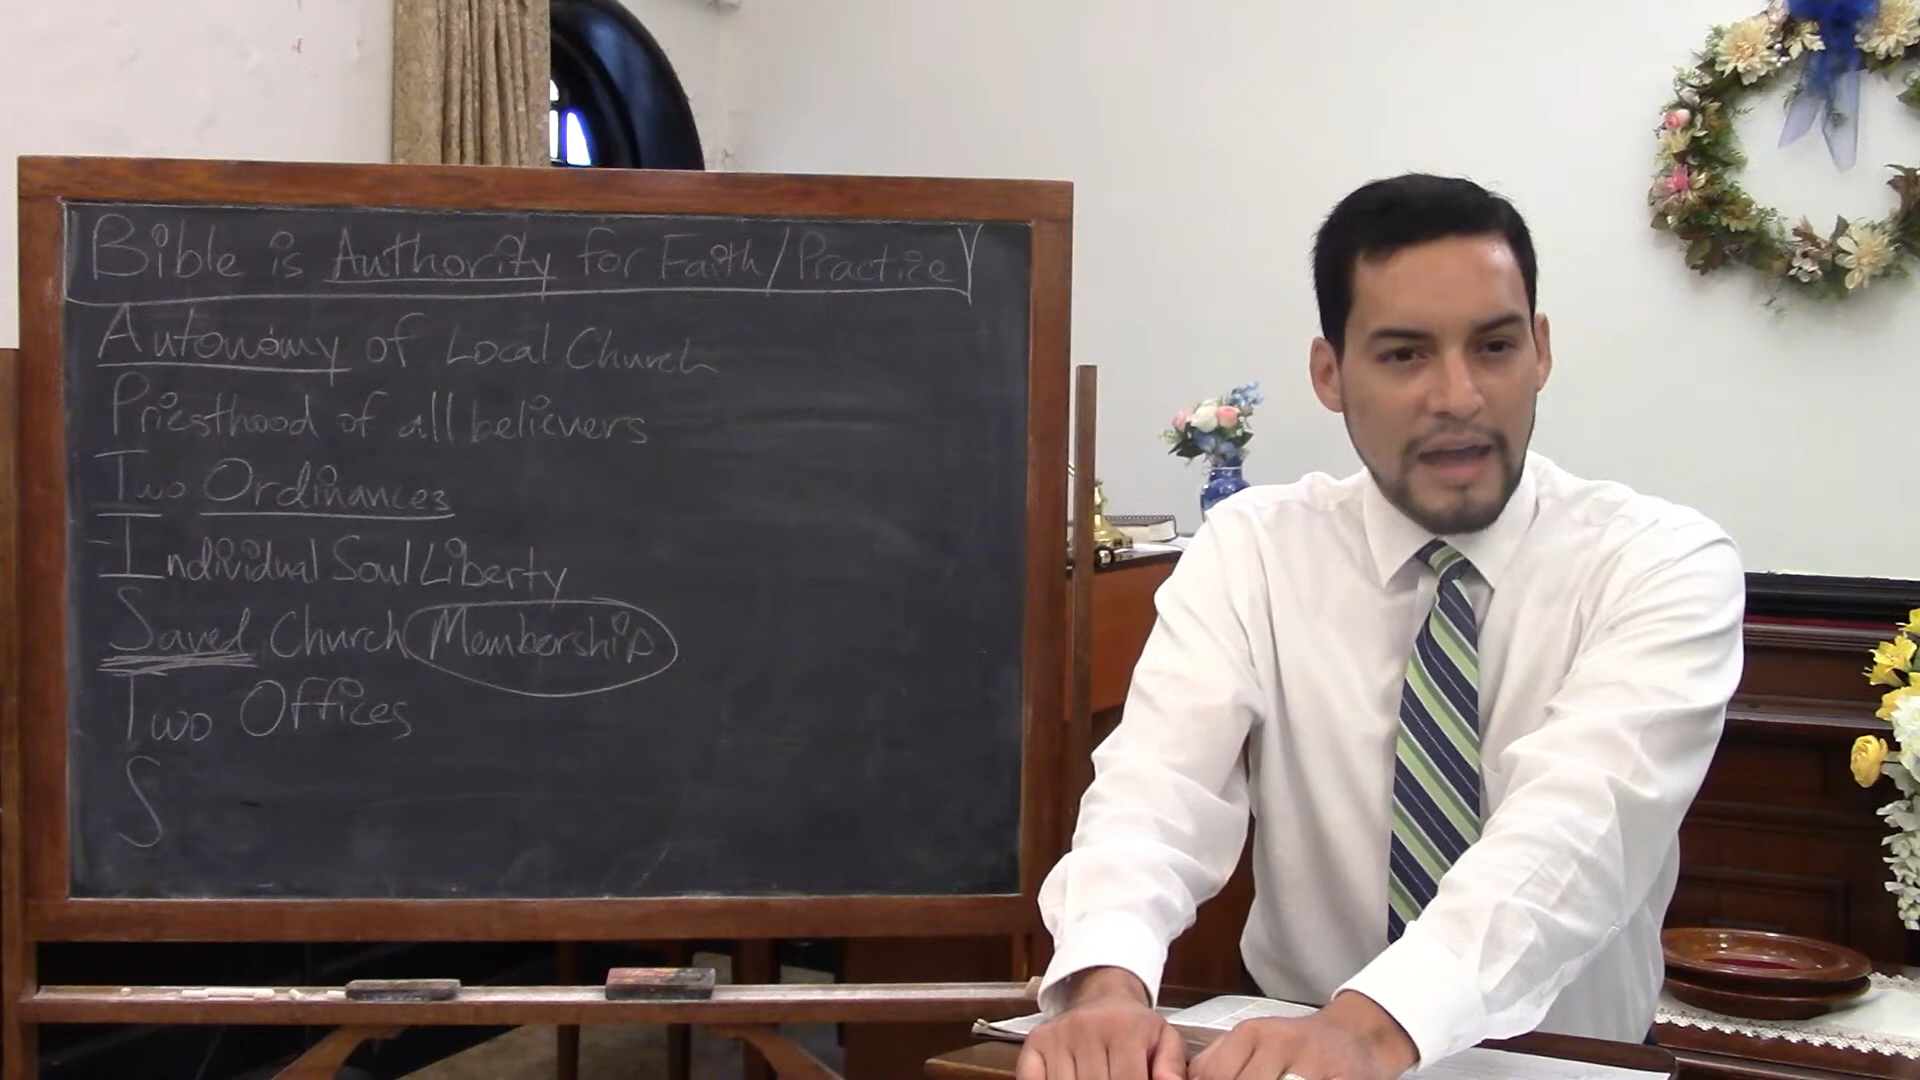 Bible is Authority for Faith/Practice
Autonomy of Local Church
Priesthood of all believers
Two Ordinances
Individual Soul Liberty
Saved Church Membership
Two Offices
S